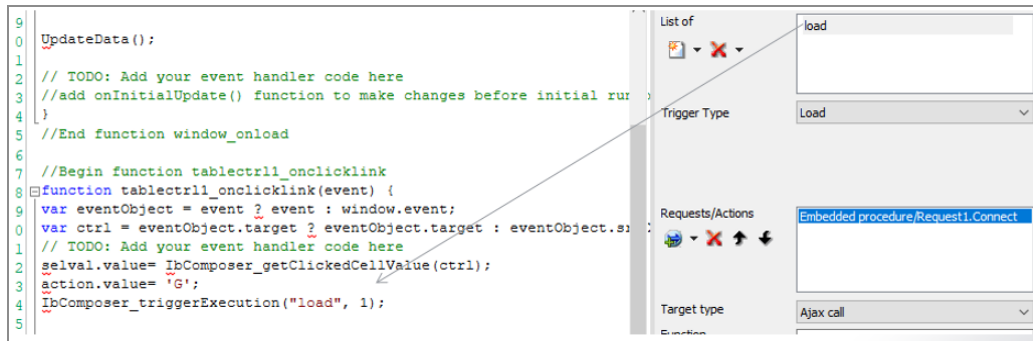 9
0 UpdateData();
1
2 // TODO: Add your event handler code here
3 //add onInitialUpdate() function to make changes before initial run
4 }
5 //End function window_onload
6
7 //Begin function tablectrl1_onclicklink
8 function tablectrl1_onclicklink(event) {
9 var eventObject = event ? event : window.event;
0 var ctrl = eventObject.target ? eventObject.target :
1 // TODO: Add your event handler code here
2 selval.value= IbComposer_getClickedCellValue(ctrl);
3 action.value= 'G';
4 IbComposer_triggerExecution("load", 1);
5
List of
load
Trigger Type
Load
Requests/Actions
Embedded procedure/Request1.Connect
Target type
Ajax call
Function